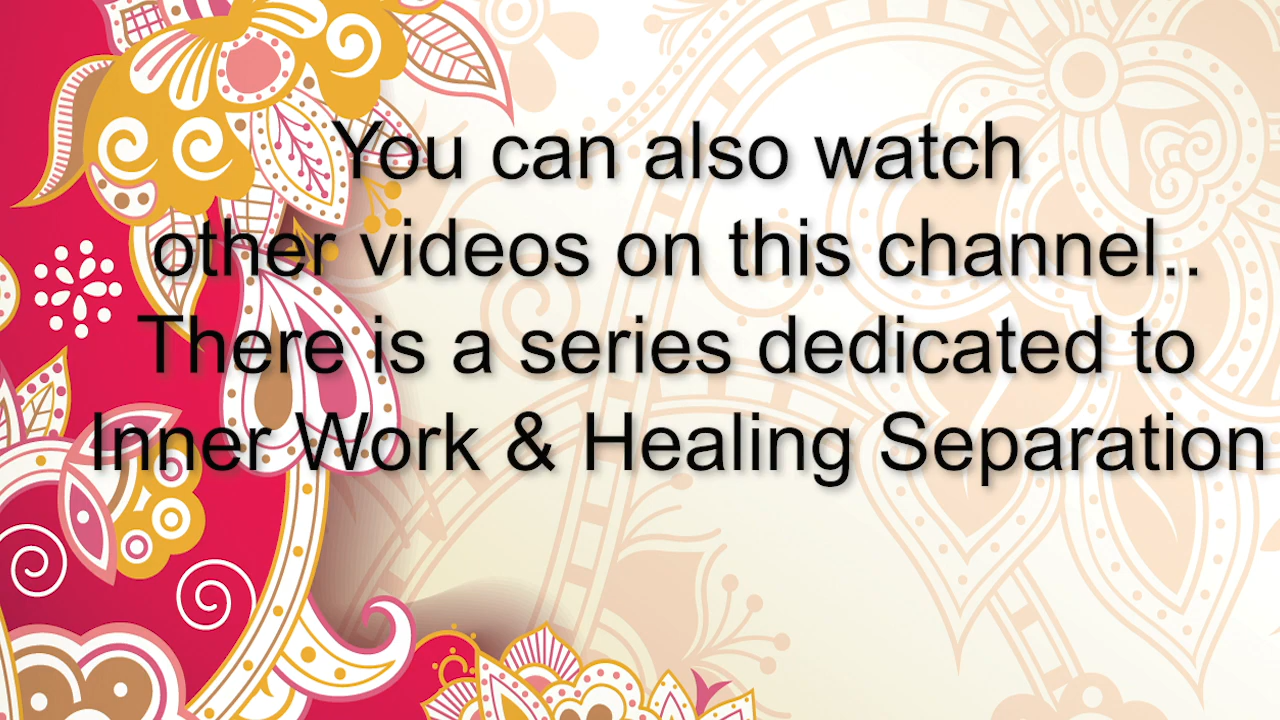 You can also watch
other videos on this channel..
There is a series dedicated to
Inner Work & Healing Separation